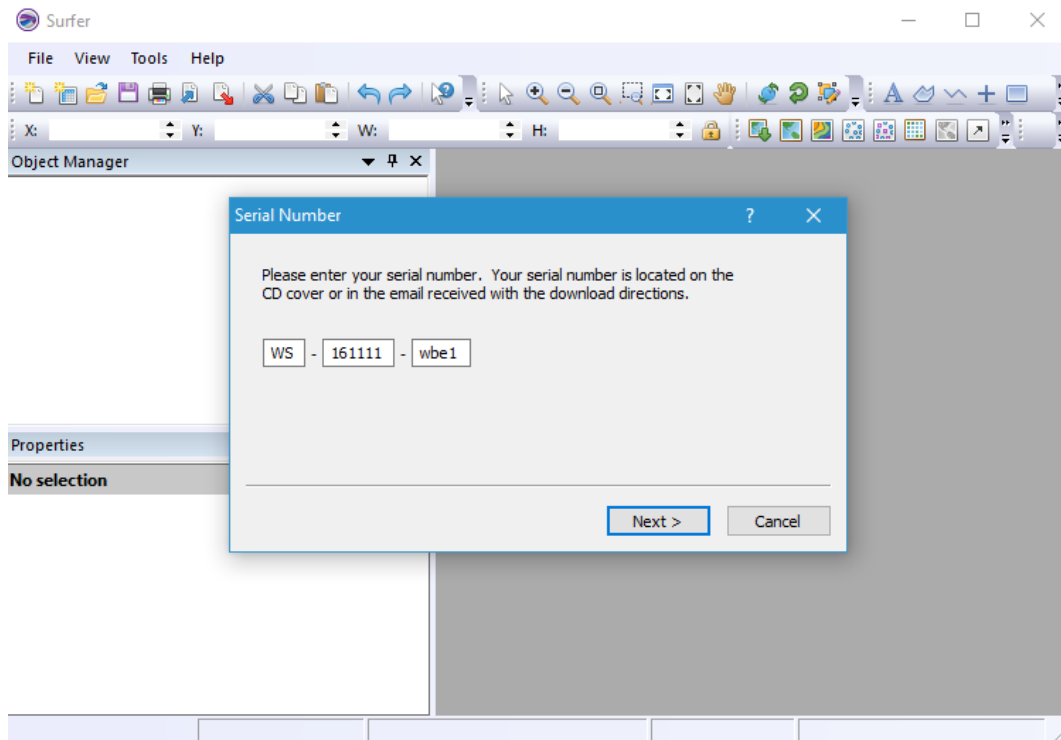 Surfer
File View Tools Help
X: Y: W: H:
Object Manager
Serial Number
Please enter your serial number. Your serial number is located on the
CD cover or in the email received with the download directions.
WS - 161111 - wbe1
Properties
No selection
Next > Cancel